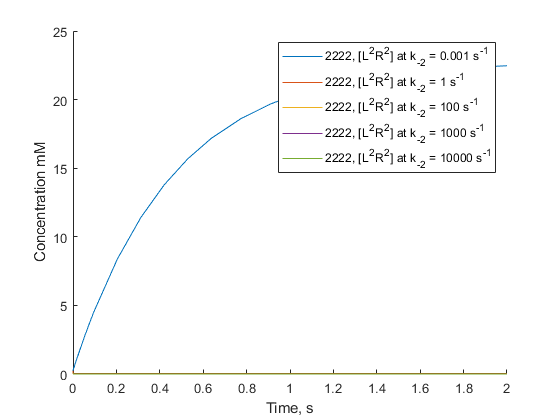 25
20
15
10
5
0
Concentration mM
2222, [L²R²] at k₋₂ = 0.001 s⁻¹
2222, [L²R²] at k₋₂ = 1 s⁻¹
2222, [L²R²] at k₋₂ = 100 s⁻¹
2222, [L²R²] at k₋₂ = 1000 s⁻¹
2222, [L²R²] at k₋₂ = 10000 s⁻¹
0 0.2 0.4 0.6 0.8 1 1.2 1.4 1.6 1.8 2
Time, s